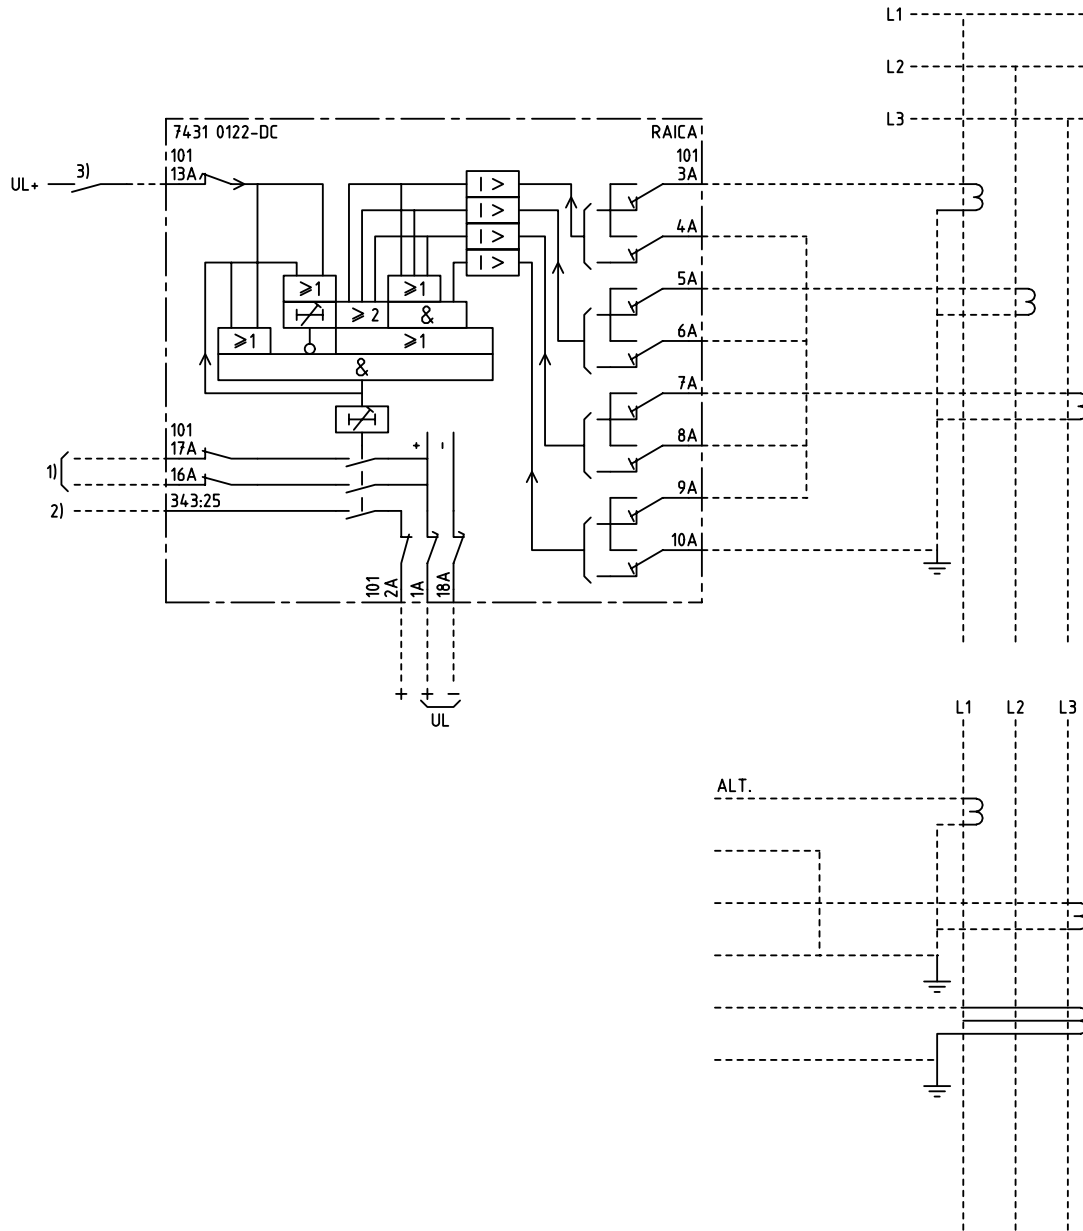 L1
L2
L3
7431 0122-DC RAICA
101 101
UL+ 3) 13A 3A
I >
I >
4A
I >
I >
5A
≥1 ≥1
≥ 2 &
≥1 ≥1 6A
&
7A
101 + -
17A 8A
1)
16A
9A
2) 343:25
10A
101 2A 1A 18A
+ + −
UL
L1 L2 L3
ALT.